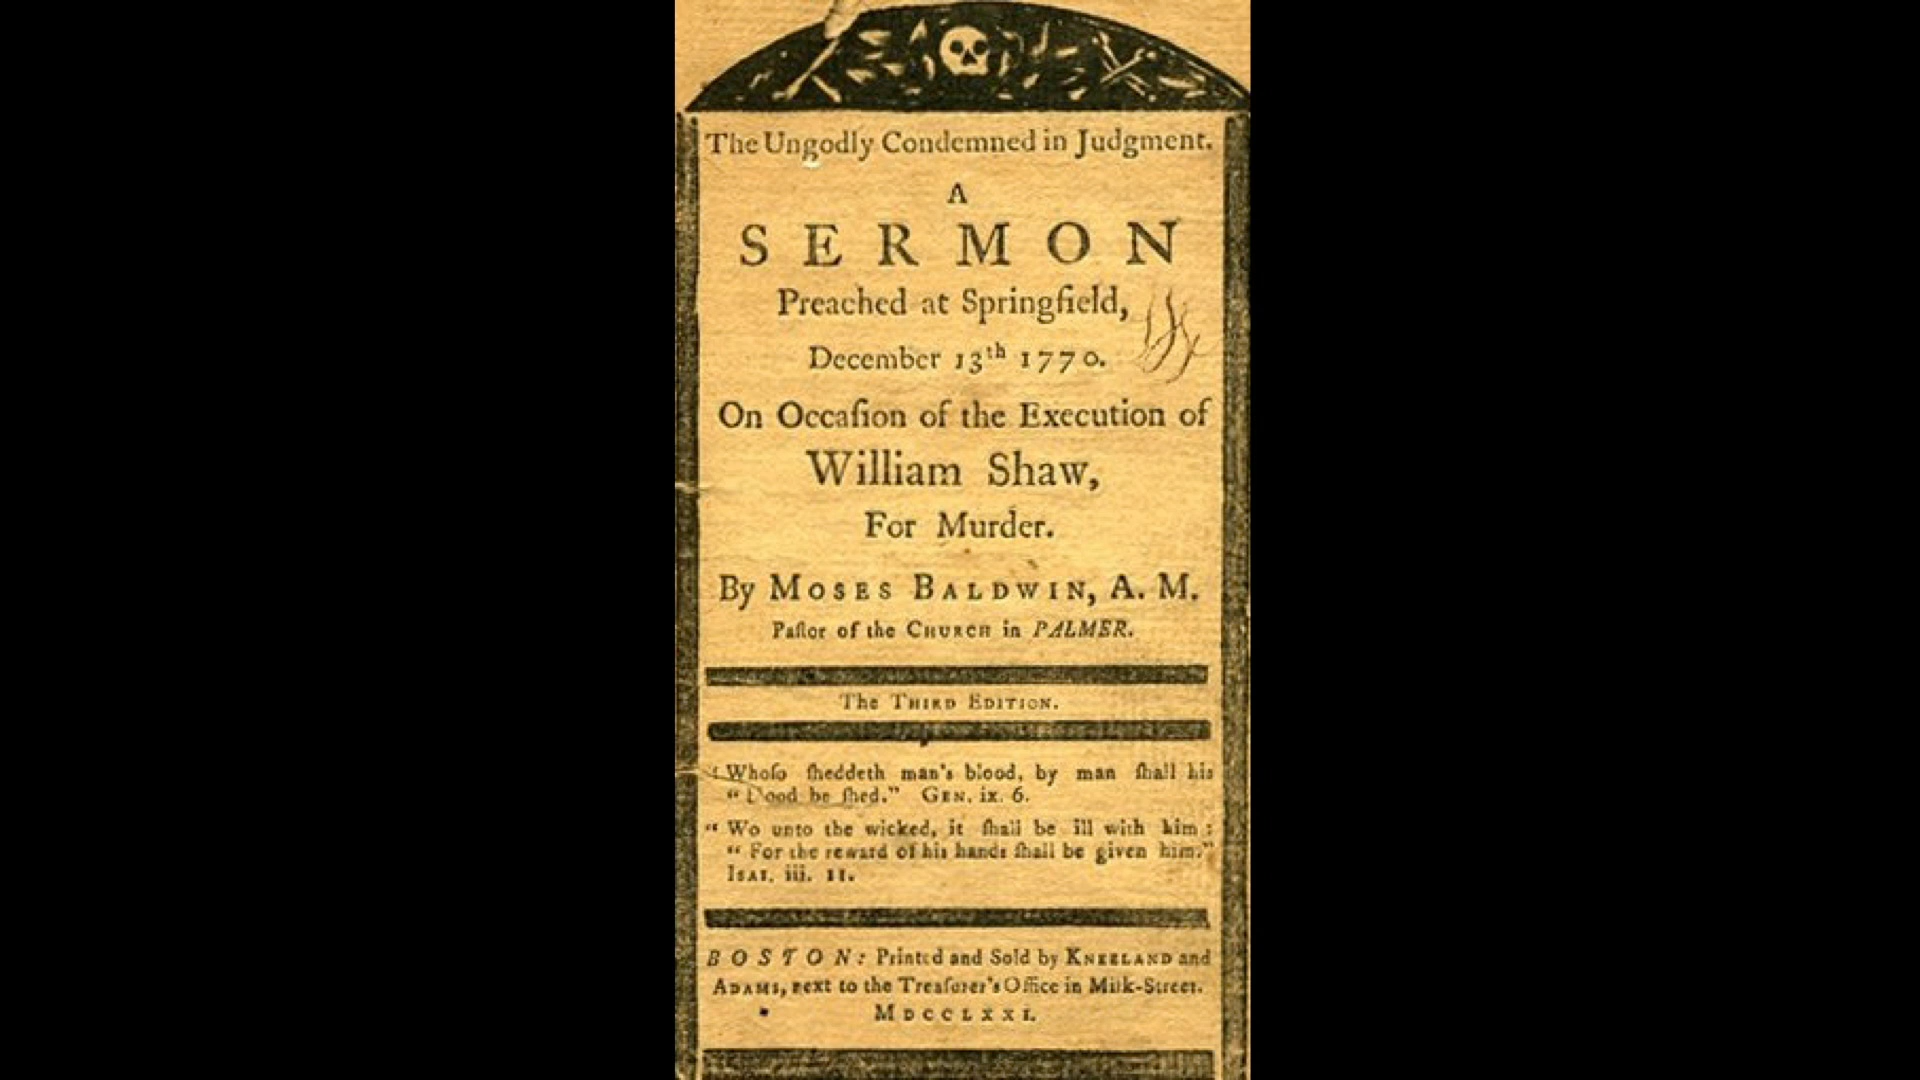 The Ungodly Condemned in Judgment.
A
SERMON
Preached at Springfield,
December 13th 1770.
On Occaſion of the Execution of
William Shaw,
For Murder.
By MOSES BALDWIN, A. M.
Paſtor of the CHURCH in PALMER.
The THIRD EDITION.
“ Whoſo ſheddeth man's blood, by man ſhall his
“ blood be ſhed.” GEN. ix. 6.
“ Wo unto the wicked, it ſhall be ill with him :
“ For the reward of his hands ſhall be given him.”
ISAI. iii. 11.
BOSTON: Printed and Sold by KNEELAND and
ADAMS, next to the Treaſurer's Office in Milk-Street.
MDCCLXXI.